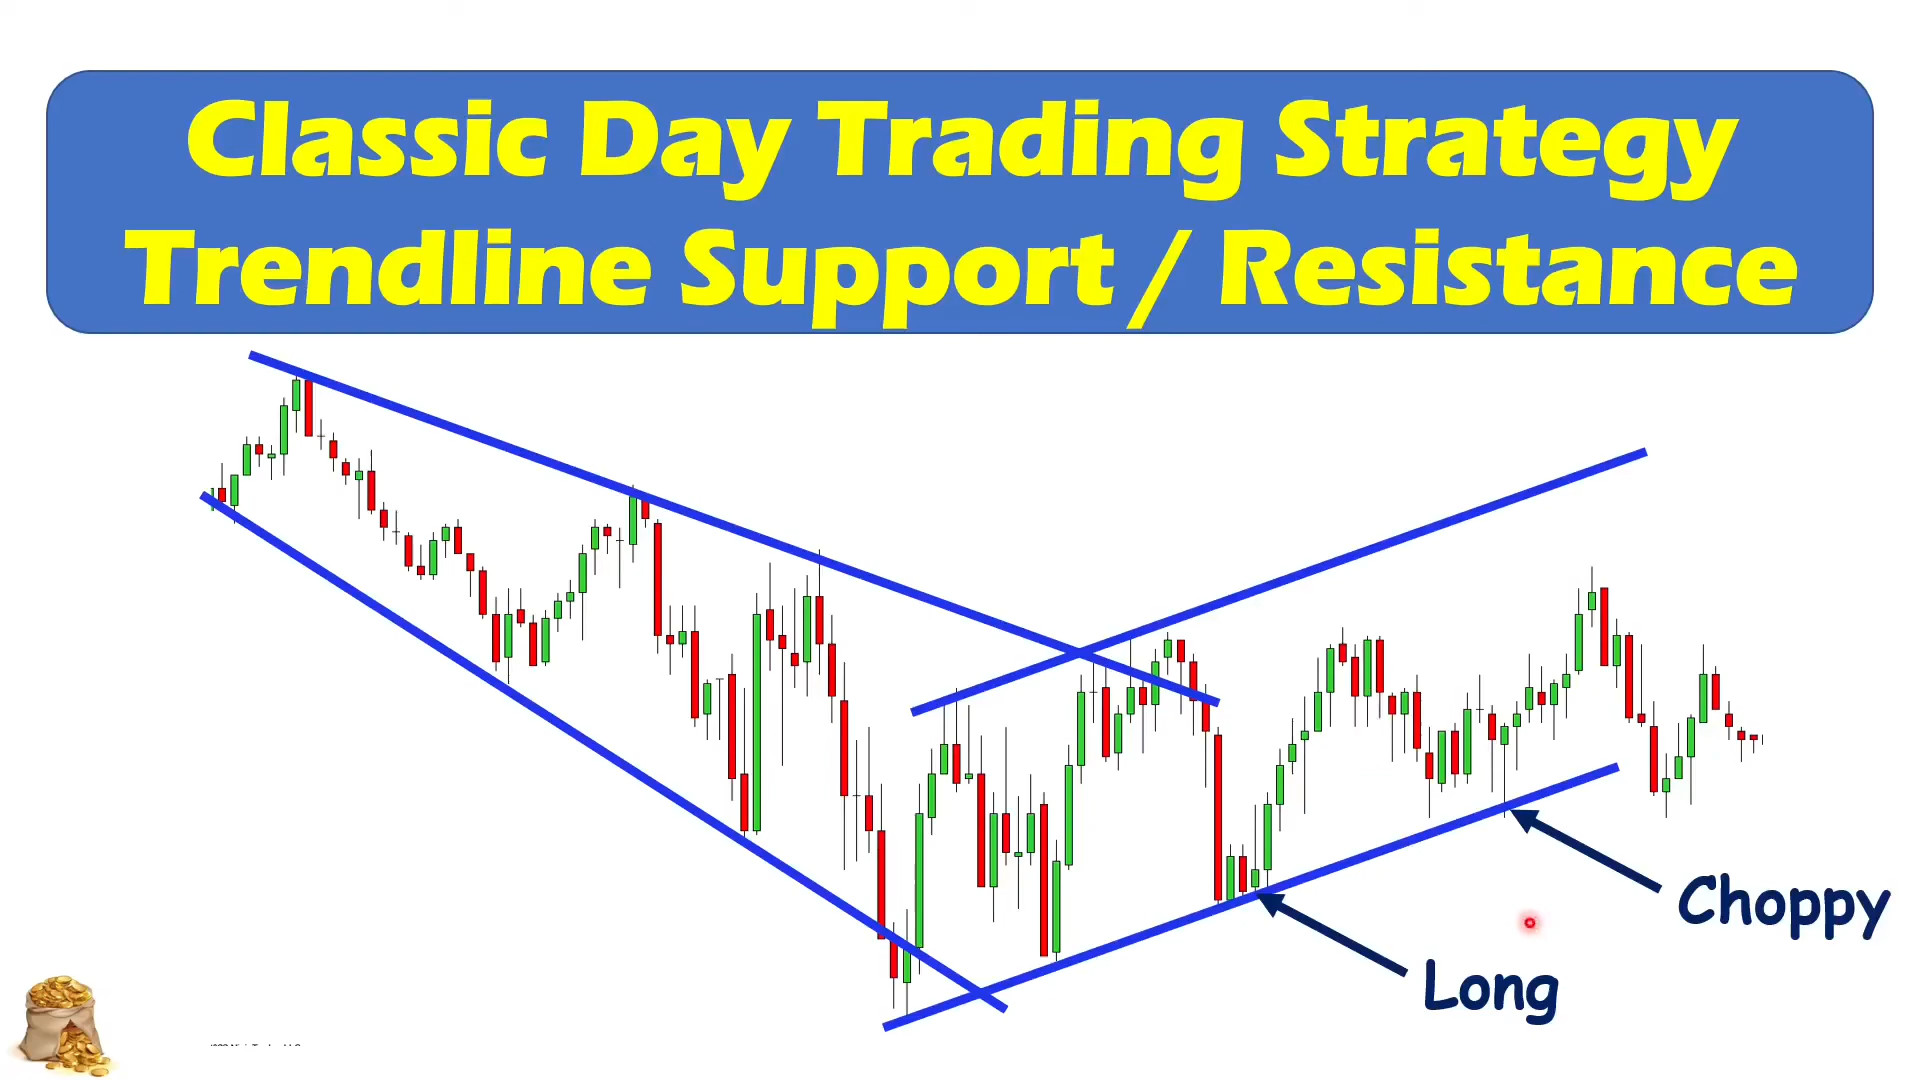 Classic Day Trading Strategy
Trendline Support / Resistance
Choppy
Long